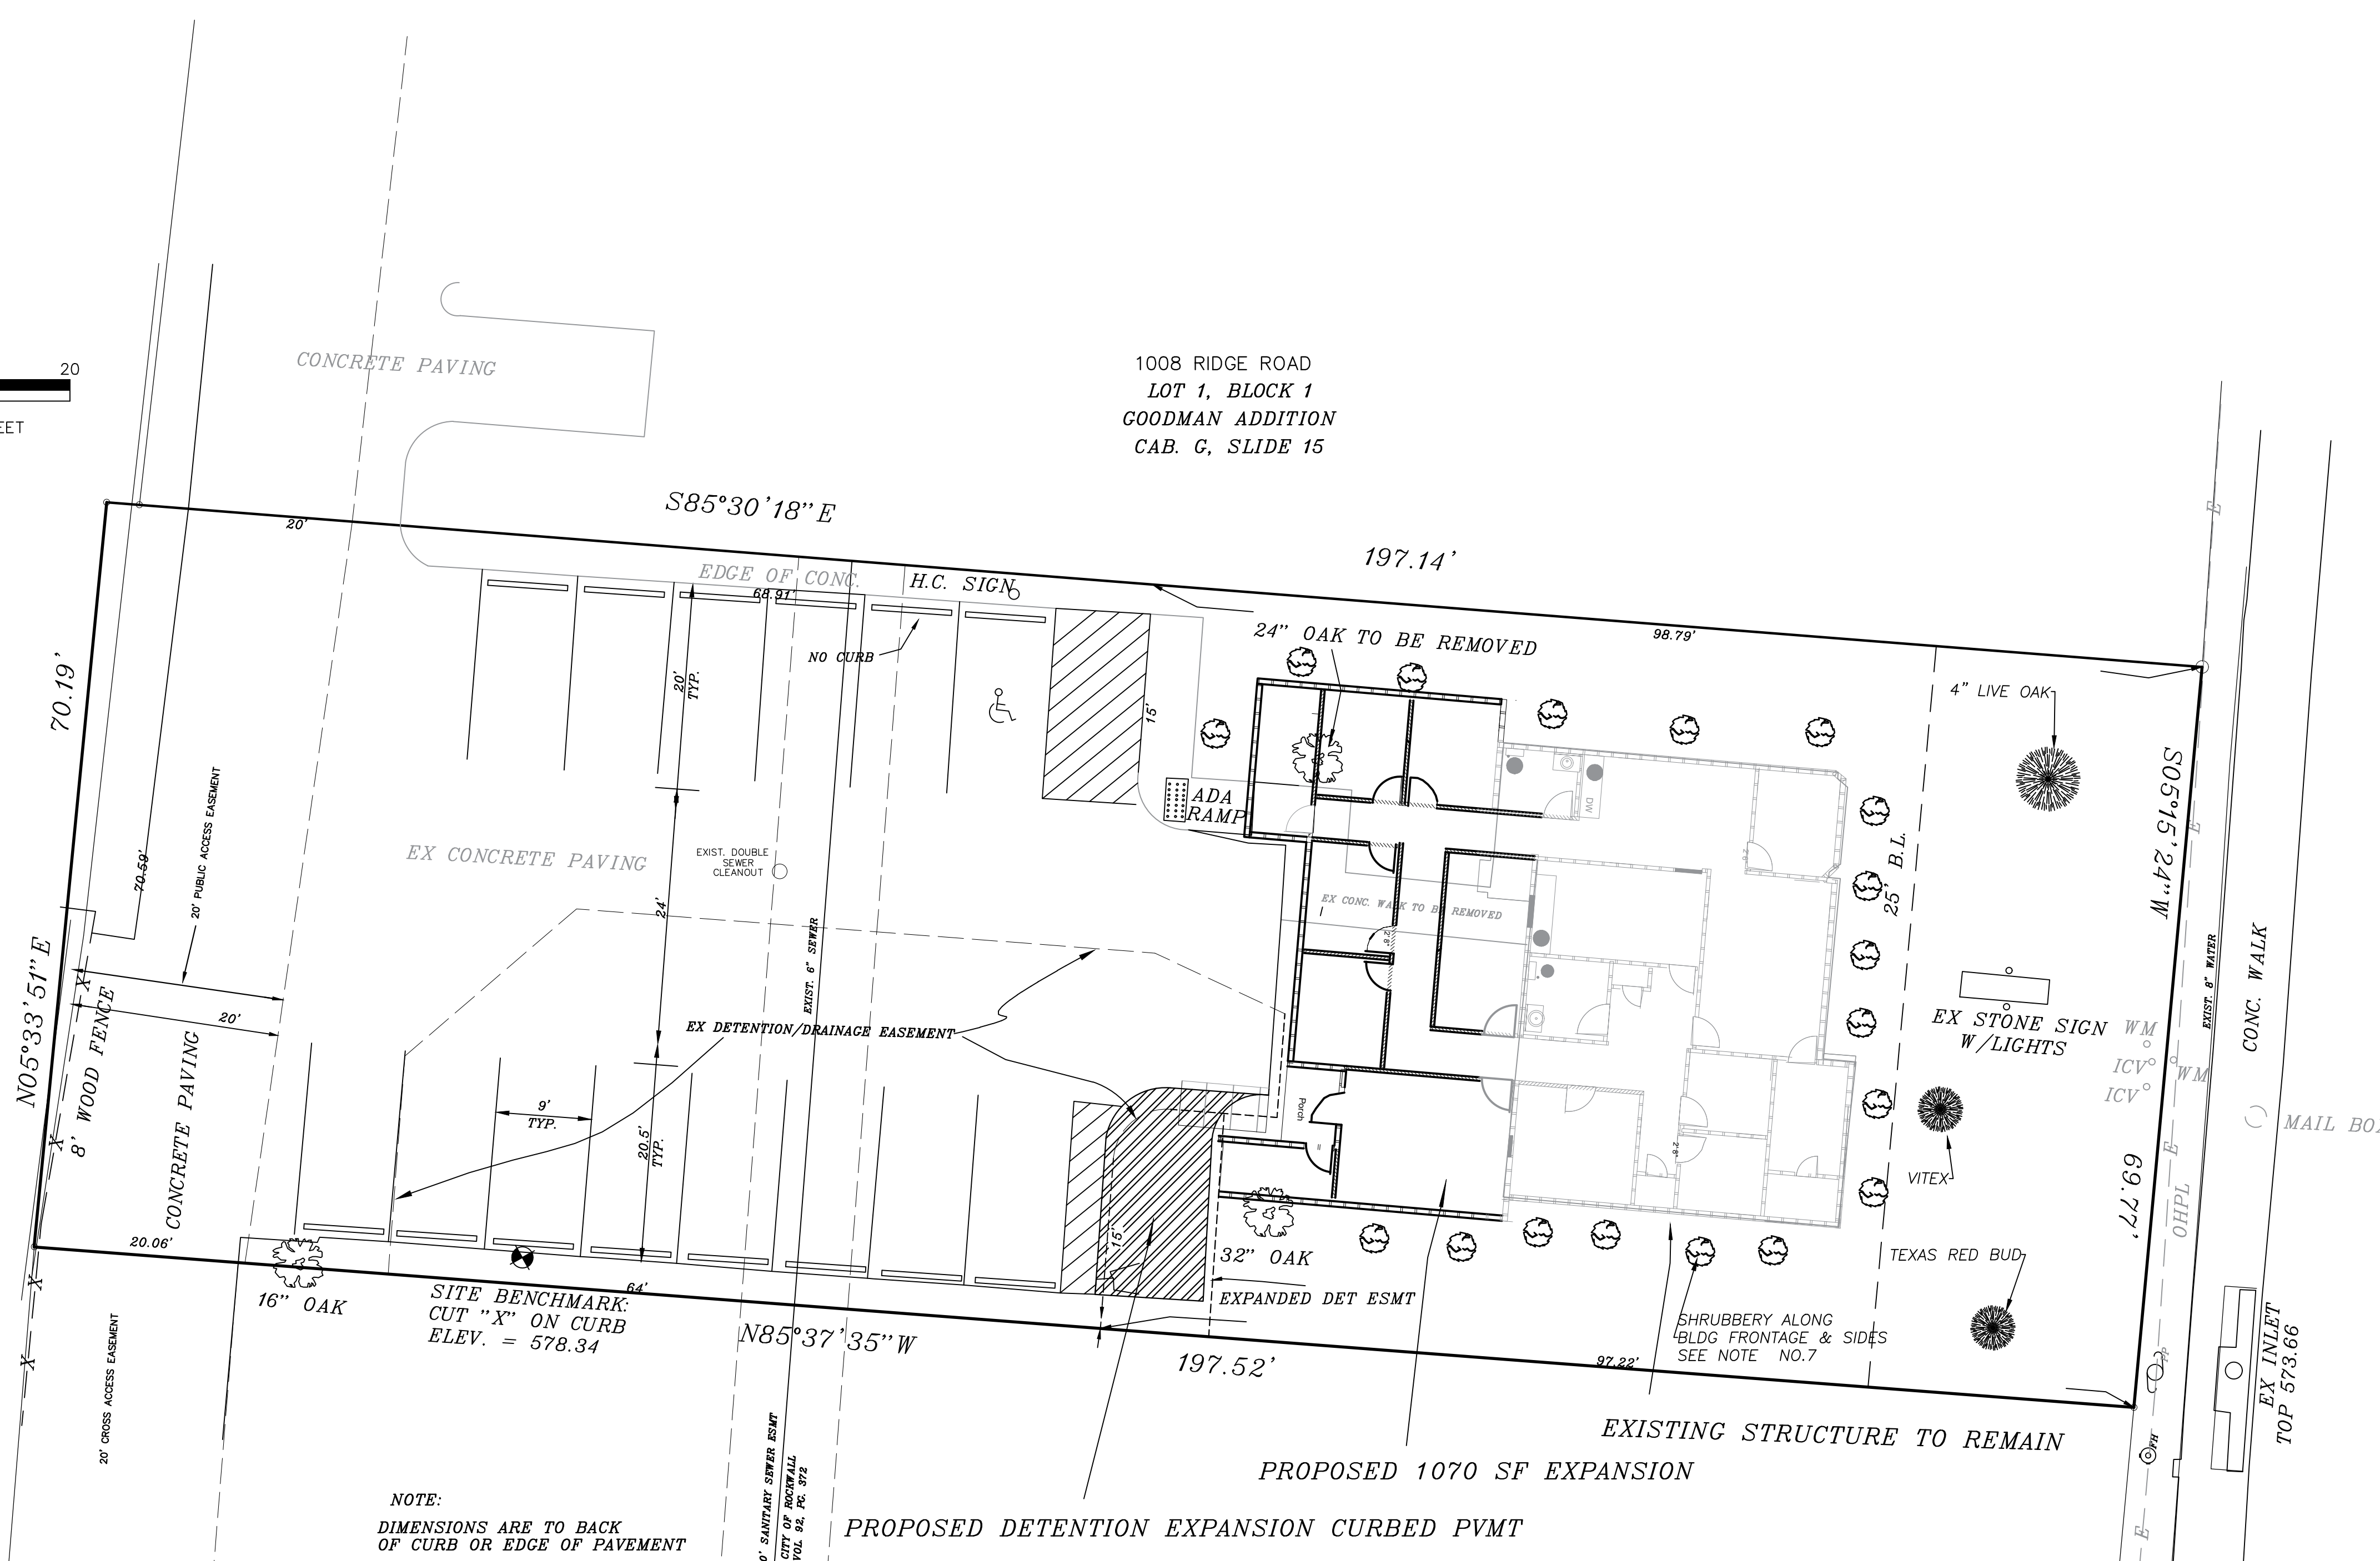 20
EET
CONCRETE PAVING
1008 RIDGE ROAD
LOT 1, BLOCK 1
GOODMAN ADDITION
CAB. G, SLIDE 15
S85°30'18"E
197.14'
20'
EDGE OF CONC.
68.91'
H.C. SIGN
NO CURB
20'
TYP.
15'
24" OAK TO BE REMOVED
98.79'
4" LIVE OAK
70.19'
N05°33'51"E
70.59'
20' PUBLIC ACCESS EASEMENT
EX CONCRETE PAVING
EXIST. DOUBLE
SEWER
CLEANOUT
24'
EXIST. 6" SEWER
ADA
RAMP
DW
EX CONC. WALK TO BE REMOVED
2'8"
25' B.L.
S05°15'24"W
69.77'
E
E
E
E
EXIST. 8" WATER
CONC. WALK
EX STONE SIGN
W/LIGHTS
WM
ICV
WM
ICV
MAIL BO
OHPL
X
X
X
X
8' WOOD FENCE
20'
CONCRETE PAVING
EX DETENTION/DRAINAGE EASEMENT
9'
TYP.
20.5'
TYP.
Porch
2'8"
VITEX
15'
32" OAK
EXPANDED DET ESMT
TEXAS RED BUD
20.06'
16" OAK
SITE BENCHMARK:
CUT "X" ON CURB
ELEV. = 578.34
64'
N85°37'35"W
197.52'
97.22'
SHRUBBERY ALONG
BLDG FRONTAGE & SIDES
SEE NOTE NO.7
PP
FH
EX INLET
TOP 573.66
20' CROSS ACCESS EASEMENT
0' SANITARY SEWER ESMT
CITY OF ROCKWALL
VOL 92, PG. 372
EXISTING STRUCTURE TO REMAIN
PROPOSED 1070 SF EXPANSION
PROPOSED DETENTION EXPANSION CURBED PVMT
NOTE:
DIMENSIONS ARE TO BACK
OF CURB OR EDGE OF PAVEMENT